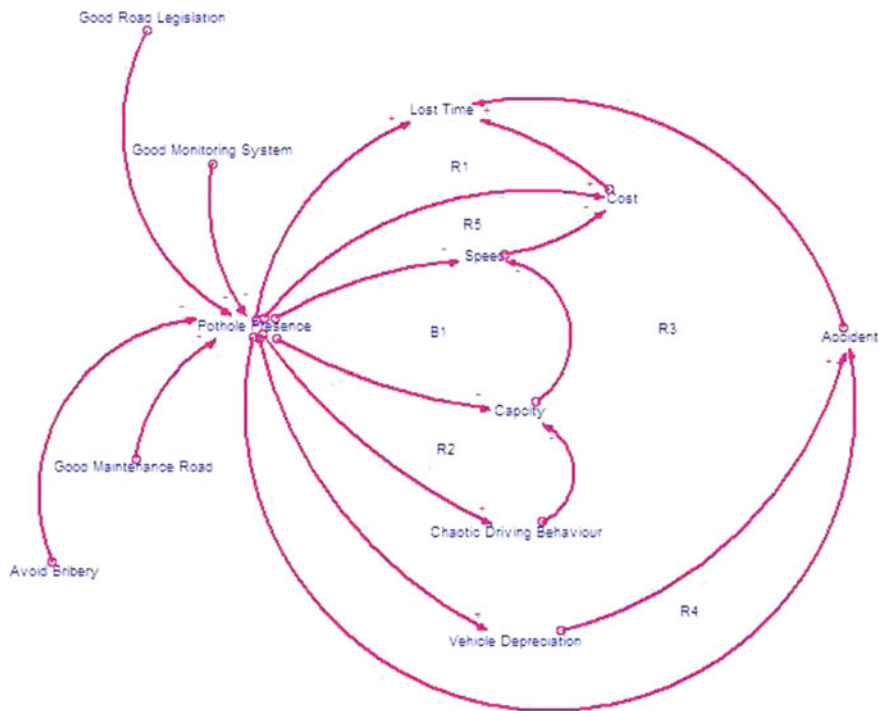 Good Road Legislation
Lost Time
+
+
Good Monitoring System
R1
+
Cost
-
R5
-
Speed
-
-
-
-
Pothole Presence
-
B1
R3
Accident
+
-
Capcity
-
R2
Good Maintenance Road
+
Chaotic Driving Behaviour
Avoid Bribery
+
R4
Vehicle Depreciation